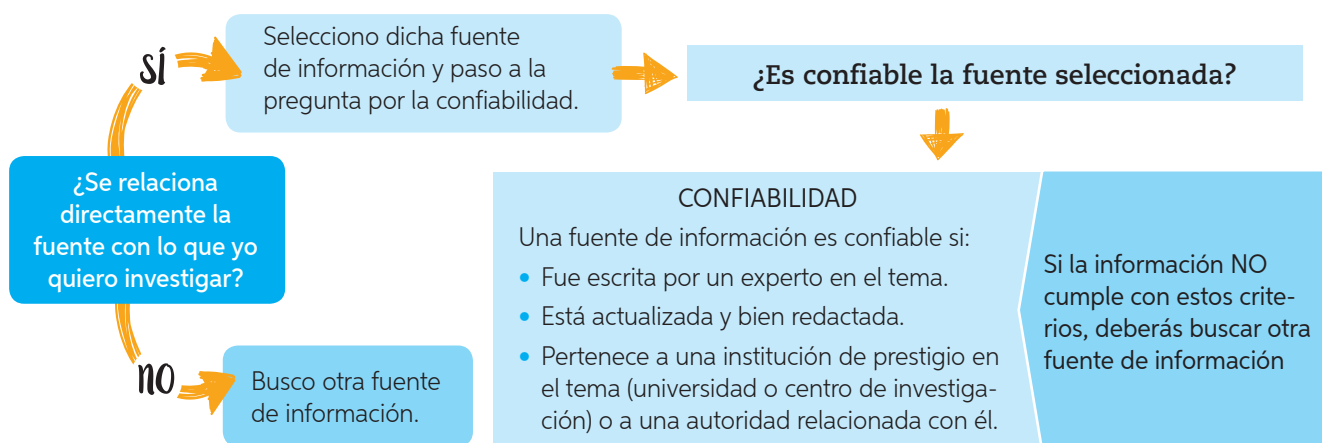 ¿Se relaciona
directamente la
fuente con lo que yo
quiero investigar?
SÍ
Selecciono dicha fuente
de información y paso a la
pregunta por la confiabilidad.
¿Es confiable la fuente seleccionada?
CONFIABILIDAD
Una fuente de información es confiable si:
• Fue escrita por un experto en el tema.
• Está actualizada y bien redactada.
• Pertenece a una institución de prestigio en
el tema (universidad o centro de investiga-
ción) o a una autoridad relacionada con él.
Si la información NO
cumple con estos crite-
rios, deberás buscar otra
fuente de información
NO
Busco otra fuente
de información.